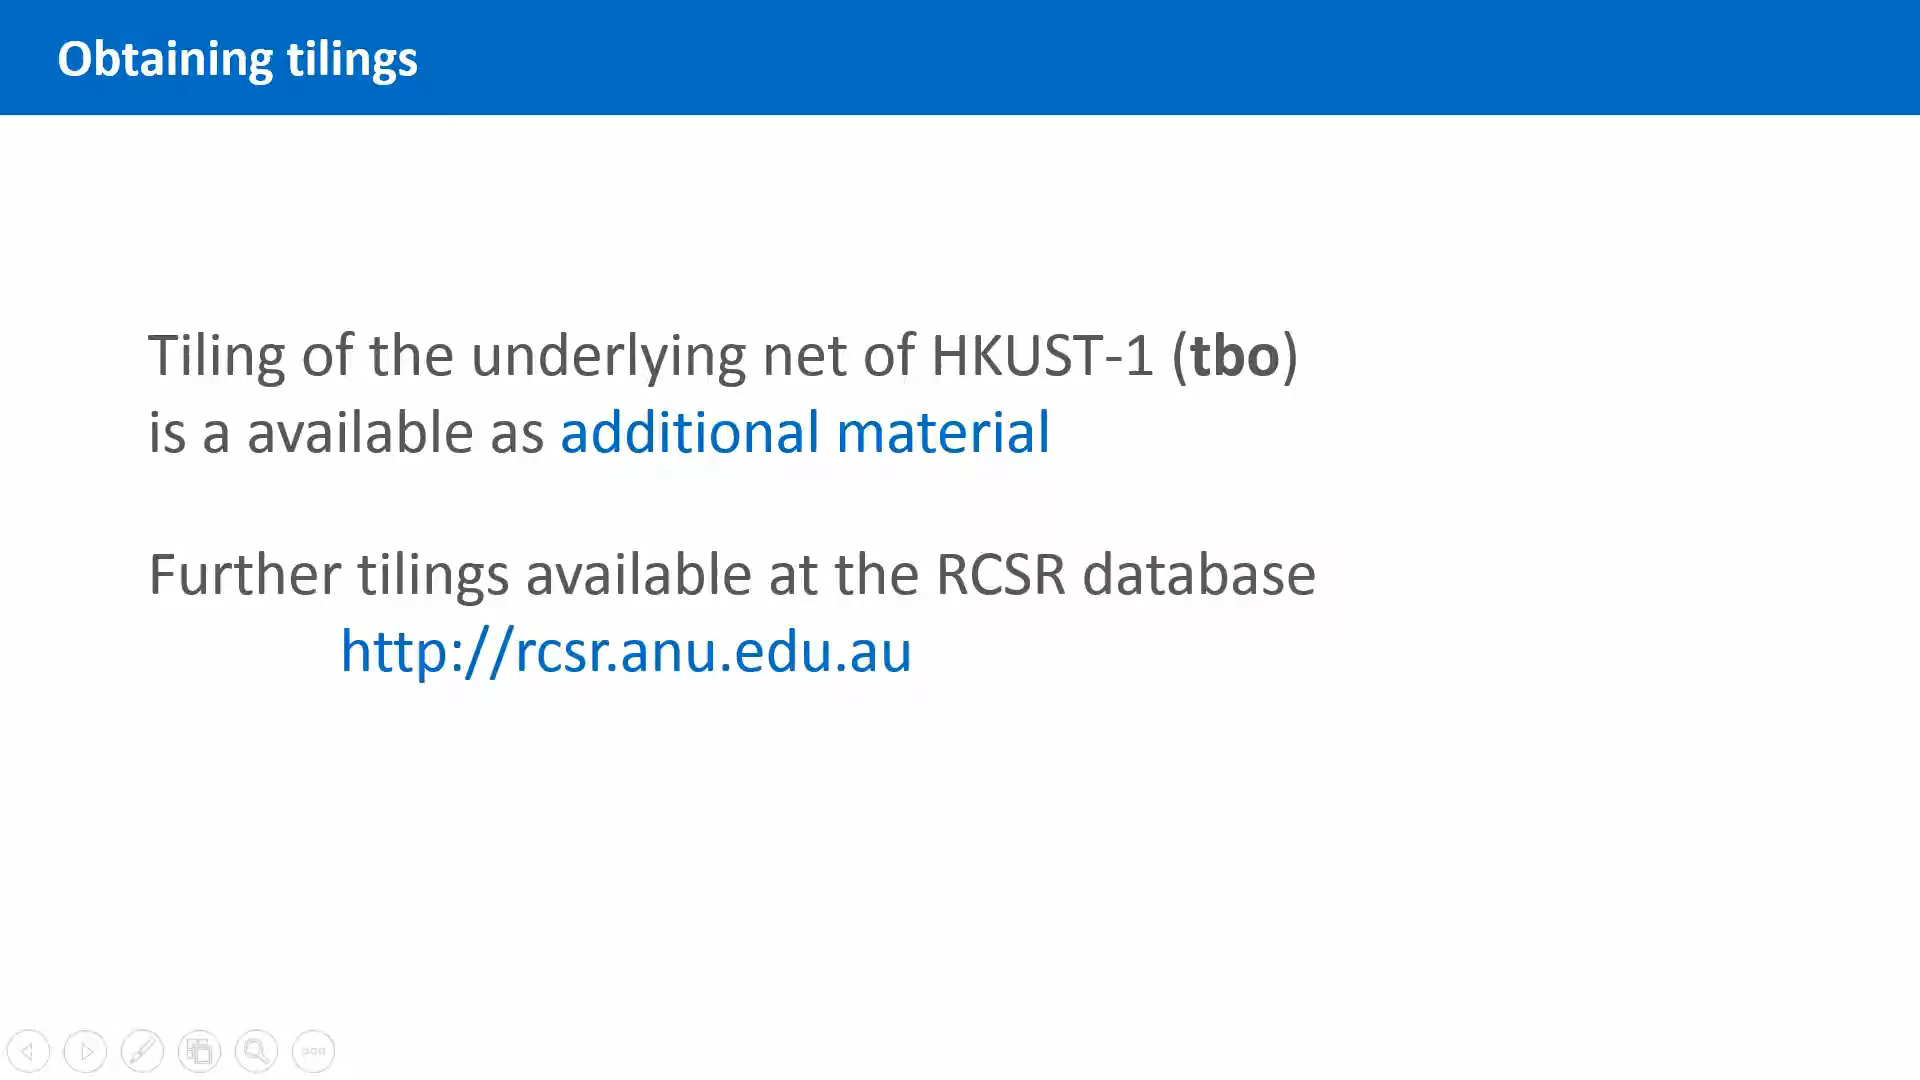 Obtaining tilings
Tiling of the underlying net of HKUST-1 (tbo)
is a available as additional material
Further tilings available at the RCSR database
http://rcsr.anu.edu.au